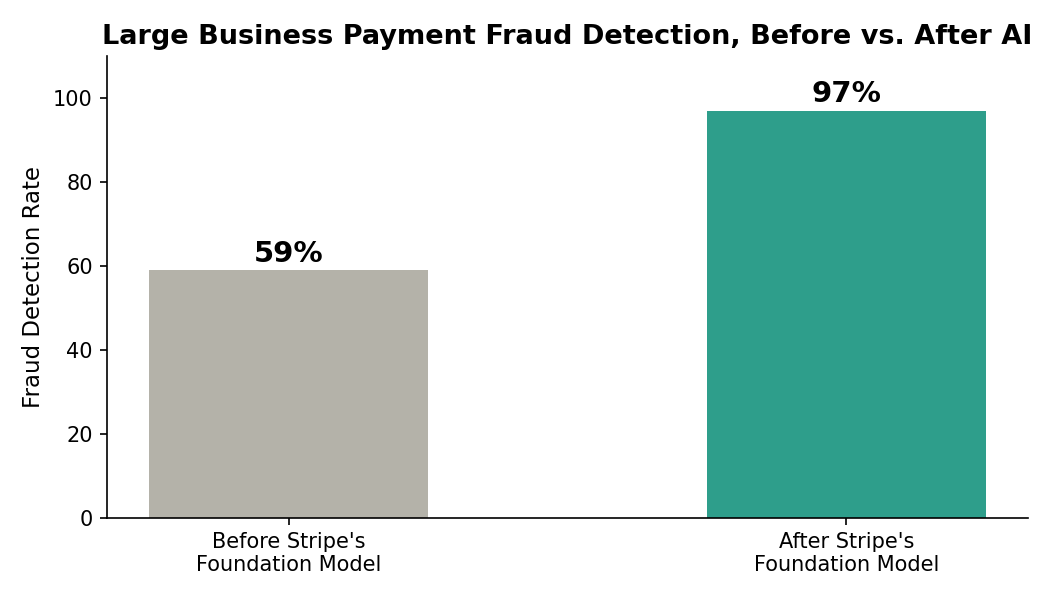 Large Business Payment Fraud Detection, Before vs. After AI
Fraud Detection Rate
100
80
60
40
20
0
97%
59%
Before Stripe's
Foundation Model
After Stripe's
Foundation Model